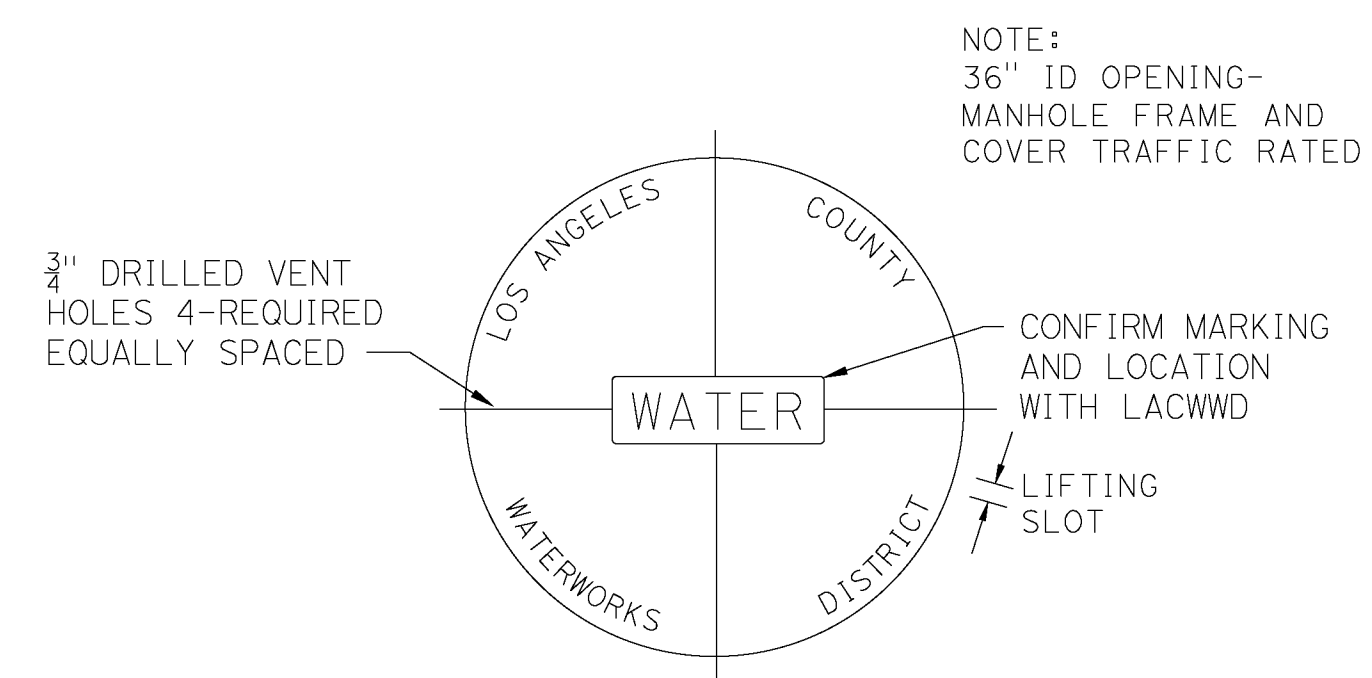 NOTE:
36" ID OPENING-
MANHOLE FRAME AND
COVER TRAFFIC RATED
LOS ANGELES
COUNTY
3/4" DRILLED VENT
HOLES 4-REQUIRED
EQUALLY SPACED
CONFIRM MARKING
AND LOCATION
WITH LACWWD
WATER
LIFTING
SLOT
WATERWORKS
DISTRICT